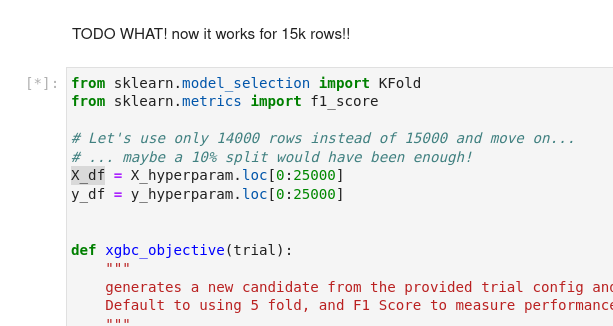 TODO WHAT! now it works for 15k rows!!
[*]:
from sklearn.model_selection import KFold
from sklearn.metrics import f1_score
# Let's use only 14000 rows instead of 15000 and move on...
# ... maybe a 10% split would have been enough!
X_df = X_hyperparam.loc[0:25000]
y_df = y_hyperparam.loc[0:25000]
def xgbc_objective(trial):
"""
generates a new candidate from the provided trial config and
Default to using 5 fold, and F1 Score to measure performance
"""